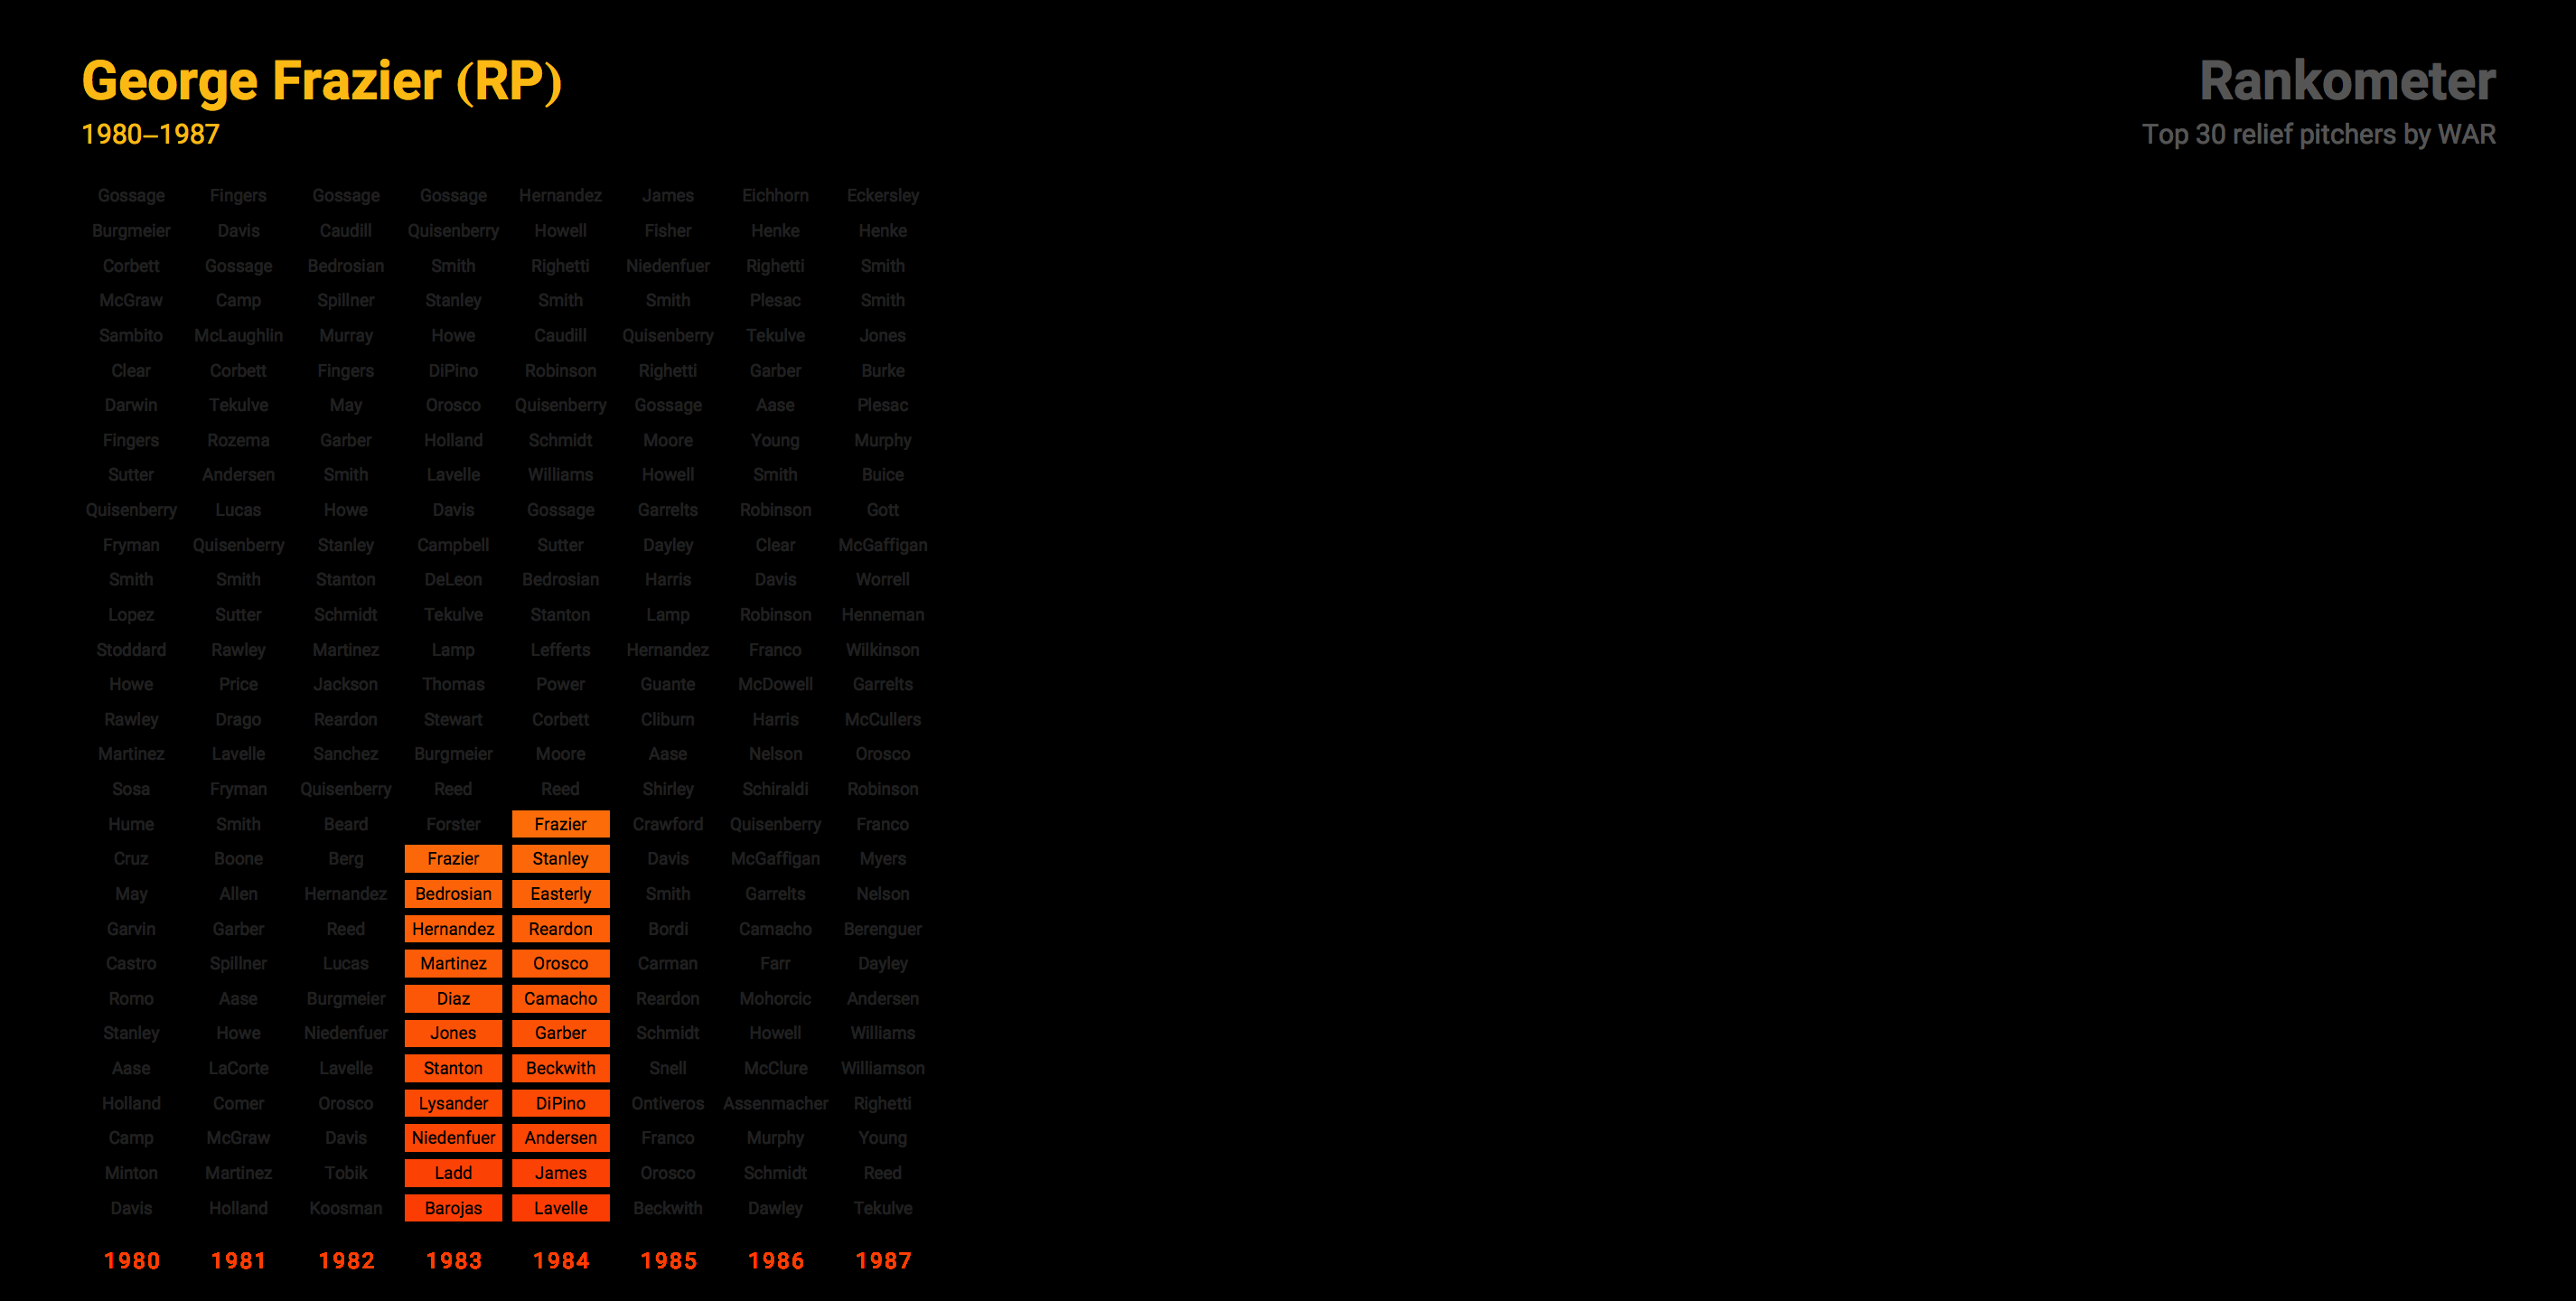 George Frazier (RP)
1980–1987
Rankometer
Top 30 relief pitchers by WAR
Gossage Fingers Gossage Gossage Hernandez James Eichhorn Eckersley
Burgmeier Davis Caudill Quisenberry Howell Fisher Henke Henke
Corbett Gossage Bedrosian Smith Righetti Niedenfuer Righetti Smith
McGraw Camp Spillner Stanley Smith Smith Plesac Smith
Sambito McLaughlin Murray Howe Caudill Quisenberry Tekulve Jones
Clear Corbett Fingers DiPino Robinson Righetti Garber Burke
Darwin Tekulve May Orosco Quisenberry Gossage Aase Plesac
Fingers Rozema Garber Holland Schmidt Moore Young Murphy
Sutter Andersen Smith Lavelle Williams Howell Smith Buice
Quisenberry Lucas Howe Davis Gossage Garrelts Robinson Gott
Fryman Quisenberry Stanley Campbell Sutter Dayley Clear McGaffigan
Smith Smith Stanton DeLeon Bedrosian Harris Davis Worrell
Lopez Sutter Schmidt Tekulve Stanton Lamp Robinson Henneman
Stoddard Rawley Martinez Lamp Lefferts Hernandez Franco Wilkinson
Howe Price Jackson Thomas Power Guante McDowell Garrelts
Rawley Drago Reardon Stewart Corbett Cliburn Harris McCullers
Martinez Lavelle Sanchez Burgmeier Moore Aase Nelson Orosco
Sosa Fryman Quisenberry Reed Reed Shirley Schiraldi Robinson
Hume Smith Beard Forster Frazier Crawford Quisenberry Franco
Cruz Boone Berg Frazier Stanley Davis McGaffigan Myers
May Allen Hernandez Bedrosian Easterly Smith Garrelts Nelson
Garvin Garber Reed Hernandez Reardon Bordi Camacho Berenguer
Castro Spillner Lucas Martinez Orosco Carman Farr Dayley
Romo Aase Burgmeier Diaz Camacho Reardon Mohorcic Andersen
Stanley Howe Niedenfuer Jones Garber Schmidt Howell Williams
Aase LaCorte Lavelle Stanton Beckwith Snell McClure Williamson
Holland Comer Orosco Lysander DiPino Ontiveros Assenmacher Righetti
Camp McGraw Davis Niedenfuer Andersen Franco Murphy Young
Minton Martinez Tobik Ladd James Orosco Schmidt Reed
Davis Holland Koosman Barojas Lavelle Beckwith Dawley Tekulve
1980 1981 1982 1983 1984 1985 1986 1987